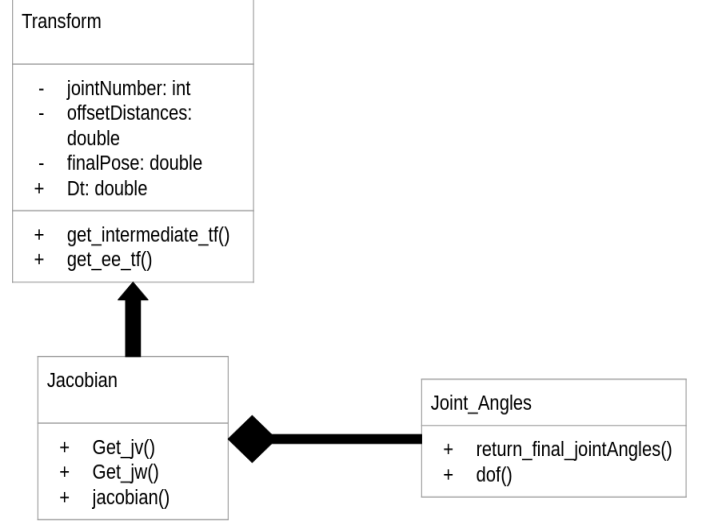 Transform
- jointNumber: int
- offsetDistances:
double
- finalPose: double
+ Dt: double
+ get_intermediate_tf()
+ get_ee_tf()
Jacobian
+ Get_jv()
+ Get_jw()
+ jacobian()
Joint_Angles
+ return_final_jointAngles()
+ dof()